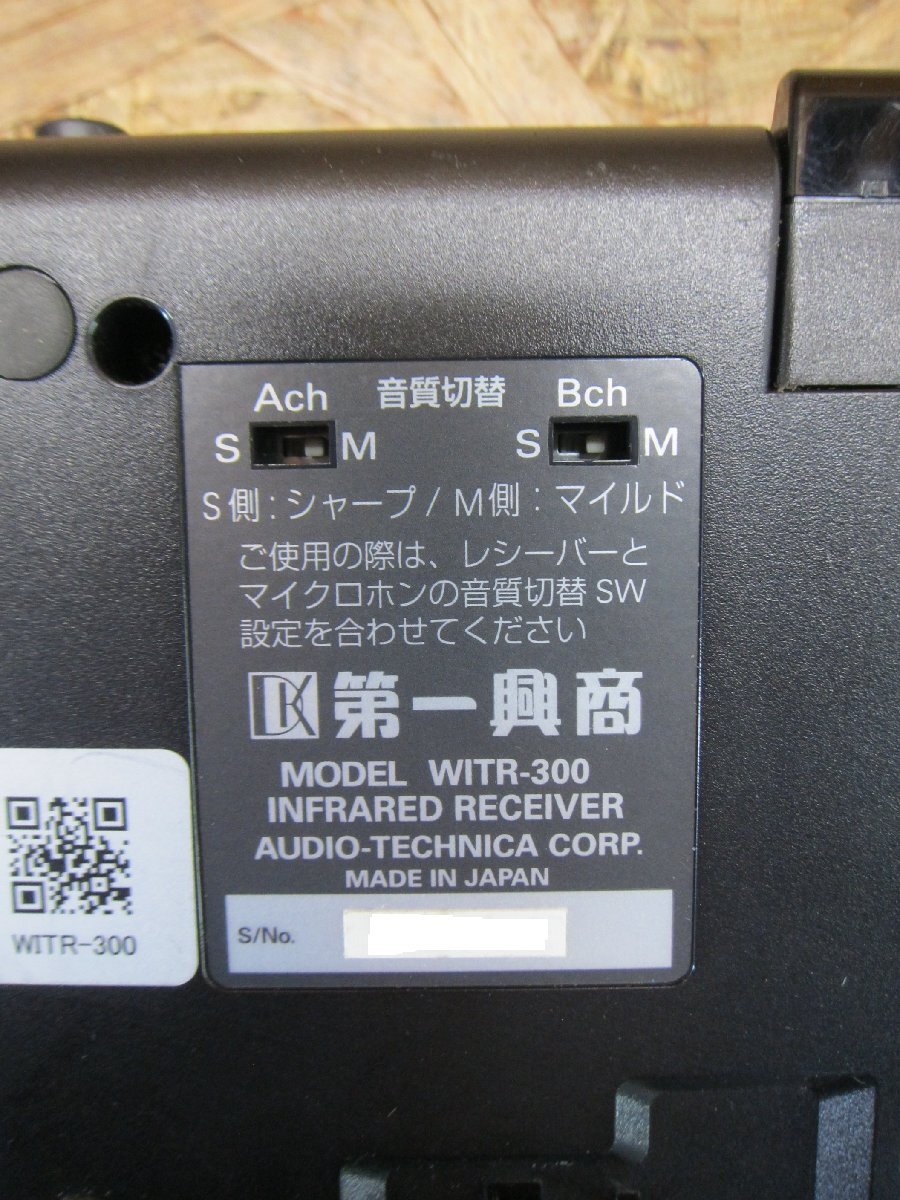 Ach 音質切替 Bch
S M S M
S側:シャープ/M側:マイルド
ご使用の際は、レシーバーと
マイクロホンの音質切替SW
設定を合わせてください
DK 第一興商
MODEL WITR-300
INFRARED RECEIVER
AUDIO-TECHNICA CORP.
MADE IN JAPAN
S/No.
WITR-300